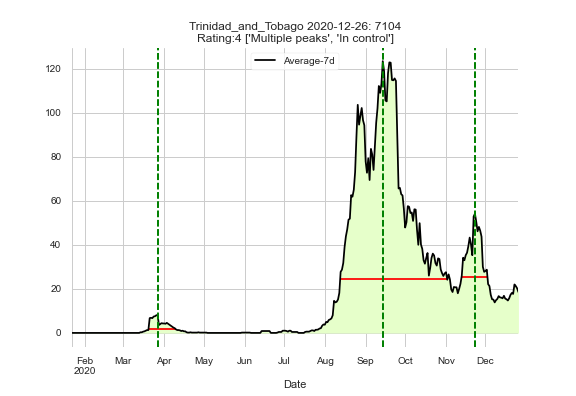 Trinidad_and_Tobago 2020-12-26: 7104
Rating:4 ['Multiple peaks', 'In control']
Average-7d
120
100
80
60
40
20
0
Feb Mar Apr May Jun Jul Aug Sep Oct Nov Dec
2020
Date